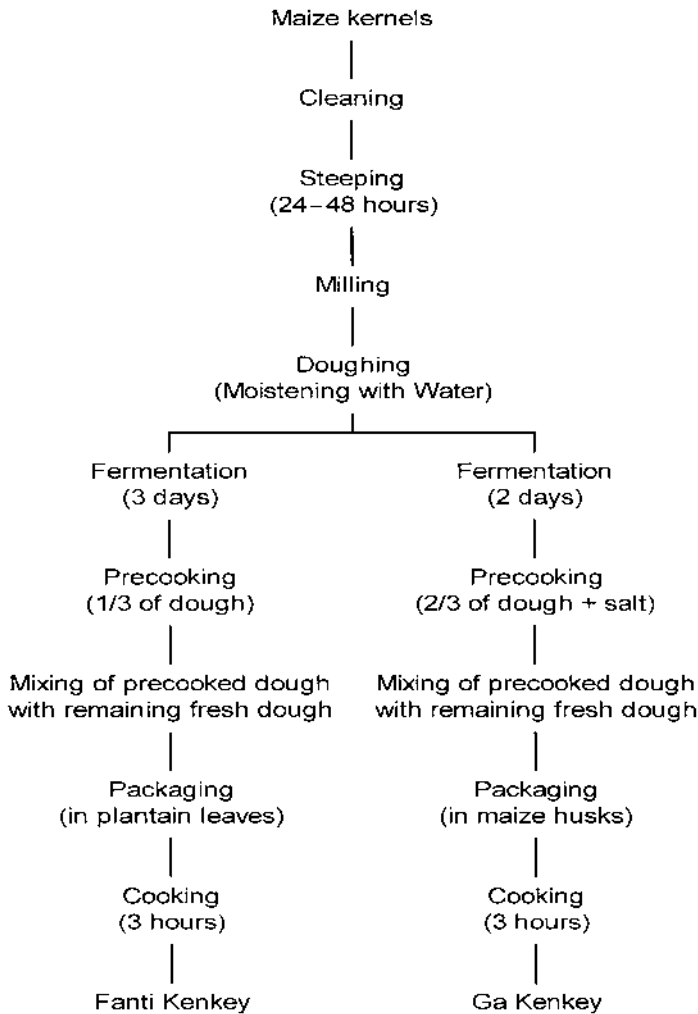 Maize kernels
Cleaning
Steeping
(24–48 hours)
Milling
Doughing
(Moistening with Water)
Fermentation
(3 days)
Precooking
(1/3 of dough)
Mixing of precooked dough
with remaining fresh dough
Packaging
(in plantain leaves)
Cooking
(3 hours)
Fanti Kenkey
Fermentation
(2 days)
Precooking
(2/3 of dough + salt)
Mixing of precooked dough
with remaining fresh dough
Packaging
(in maize husks)
Cooking
(3 hours)
Ga Kenkey